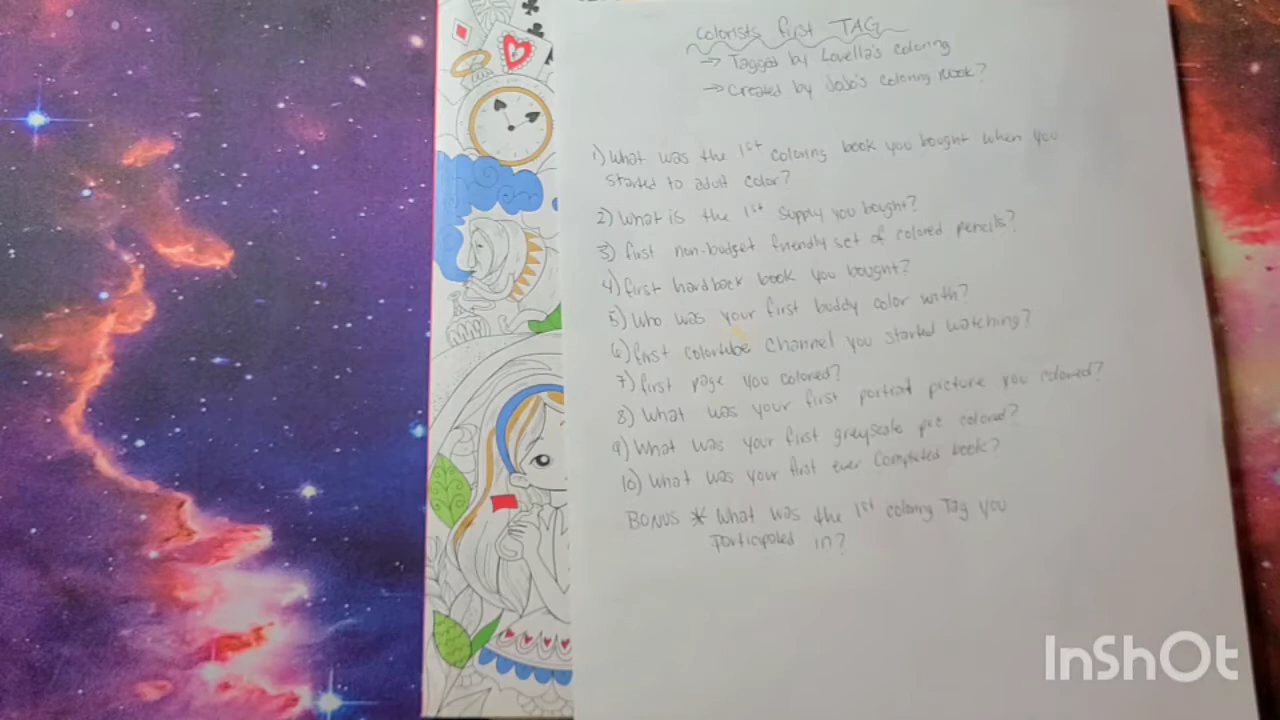 Colorists first TAG
→ Tagged by Lovella's coloring
→ Created by JoJo's coloring Nook?
1) What was the 1st coloring book you bought when you
started to adult color?
2) What is the 1st supply you bought?
3) first non-budget friendly set of colored pencils?
4) first hardback book you bought?
5) Who was your first buddy color with?
6) first colortube channel you started watching?
7) first page you colored?
8) What was your first portrait picture you colored?
9) What was your first greyscale pic colored?
10) What was your first ever completed book?
BONUS * What was the 1st coloring Tag you
participated in?
InShOt